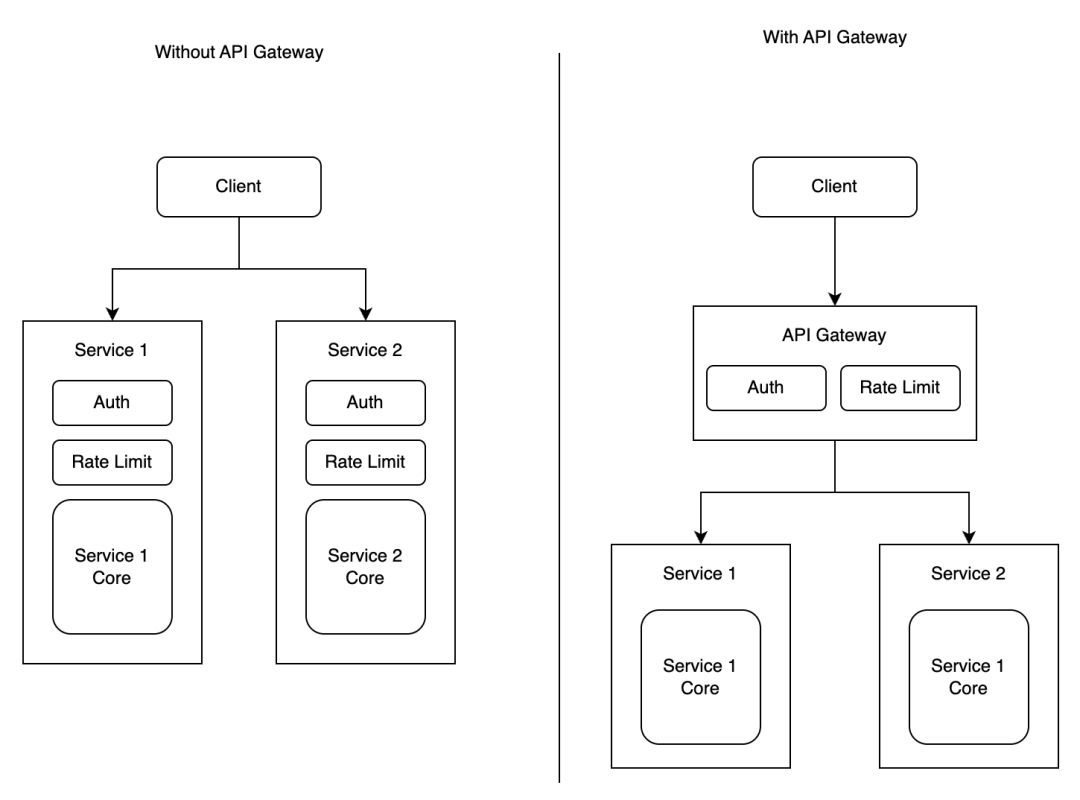 Without API Gateway
Client
Service 1
Auth
Rate Limit
Service 1
Core
Service 2
Auth
Rate Limit
Service 2
Core
With API Gateway
Client
API Gateway
Auth
Rate Limit
Service 1
Service 1
Core
Service 2
Service 1
Core